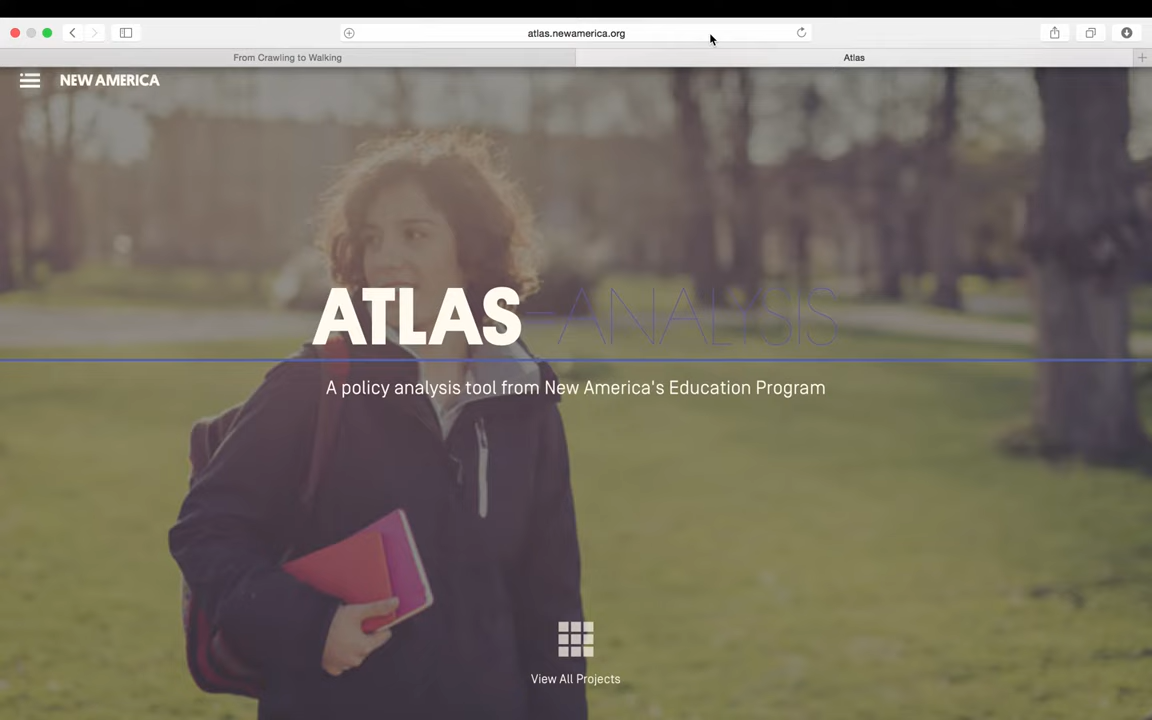 atlas.newamerica.org
From Crawling to Walking
Atlas
NEW AMERICA
ATLAS-ANALYSIS
A policy analysis tool from New America's Education Program
View All Projects